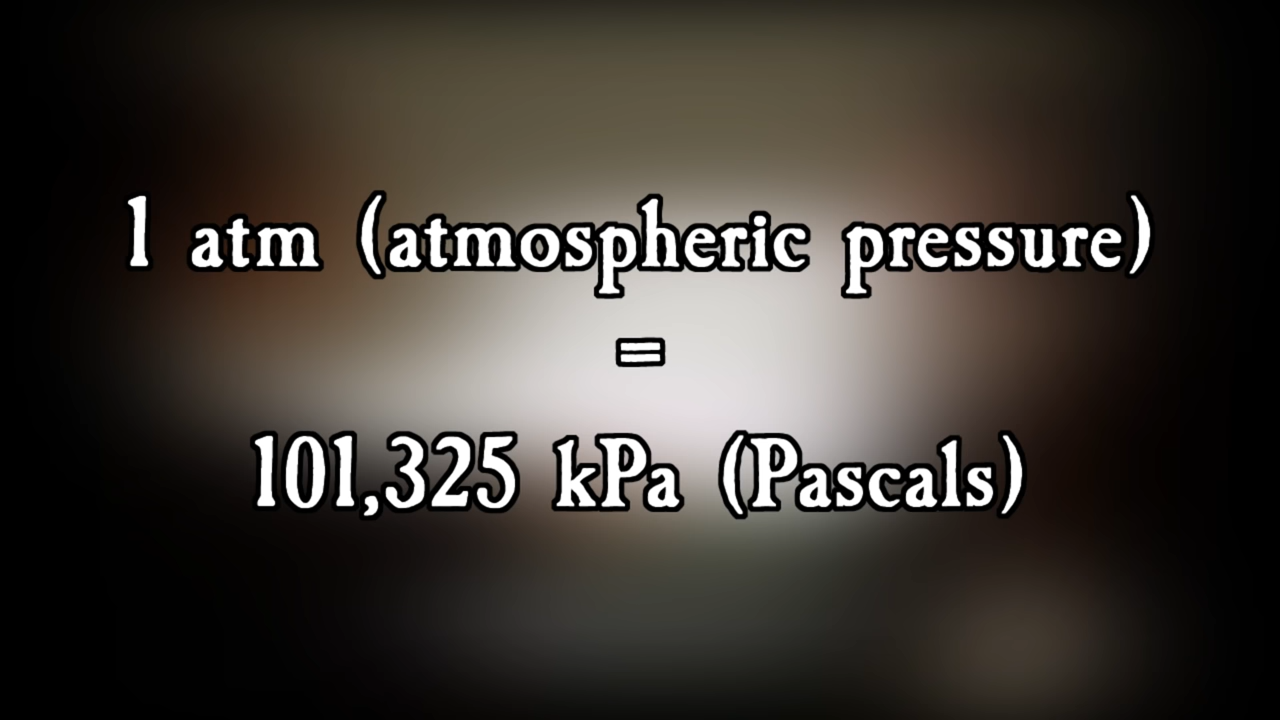 1 atm (atmospheric pressure)
=
101,325 kPa (Pascals)